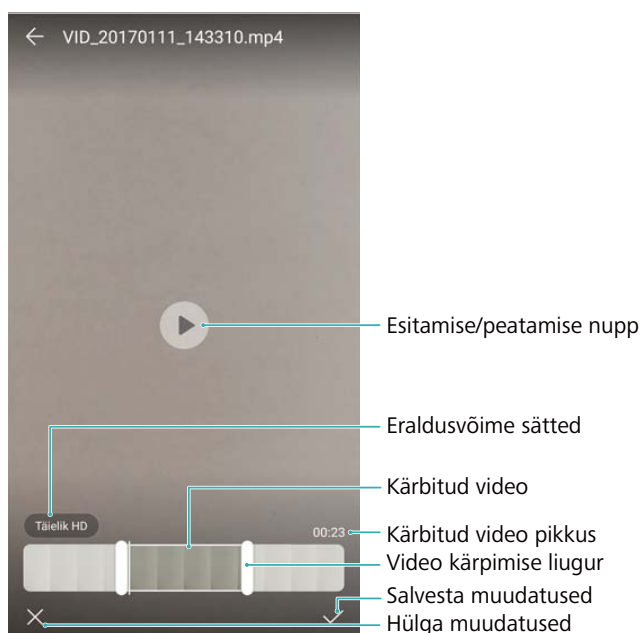 VID_20170111_143310.mp4
Esitamise/peatamise nupp
Eraldusvõime sätted
Kärbitud video
Täielik HD
00:23
Kärbitud video pikkus
Video kärpimise liugur
Salvesta muudatused
Hülga muudatused